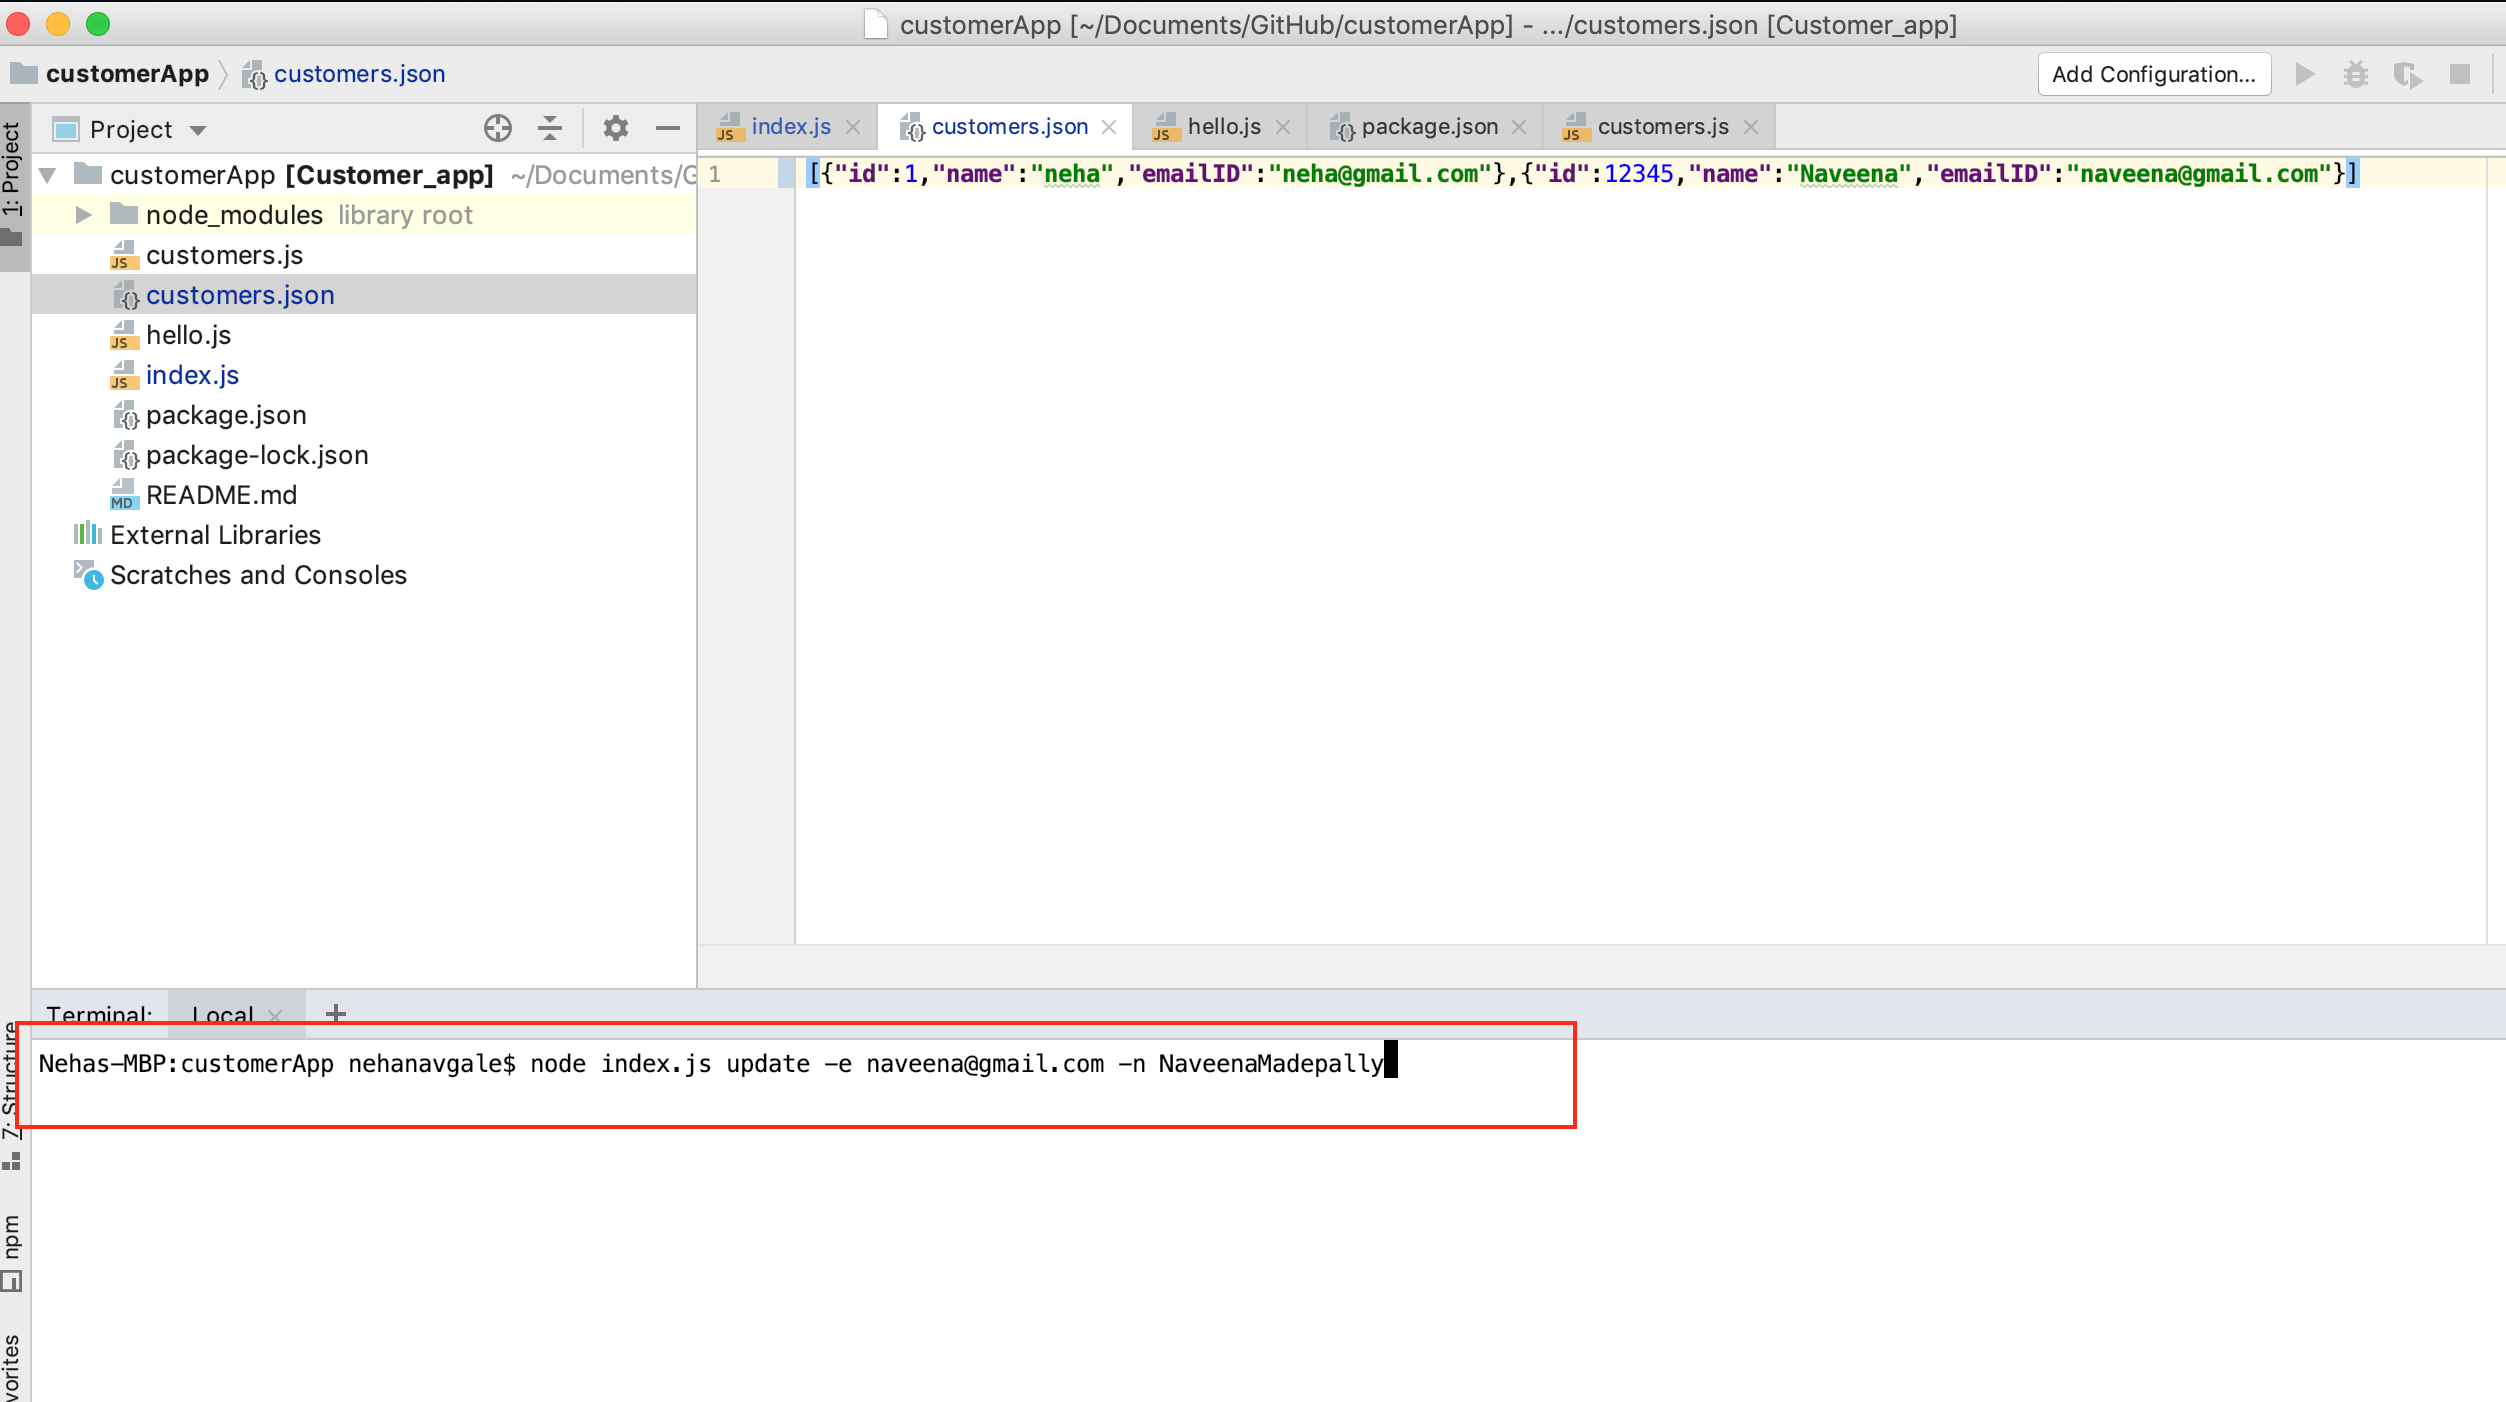 customerApp [~/Documents/GitHub/customerApp] - .../customers.json [Customer_app]
customerApp customers.json
Add Configuration...
1: Project
Project
index.js
customers.json
hello.js
package.json
customers.js
customerApp [Customer_app] ~/Documents/G
node_modules library root
customers.js
customers.json
hello.js
index.js
package.json
package-lock.json
README.md
External Libraries
Scratches and Consoles
1 [{"id":1,"name":"neha","emailID":"neha@gmail.com"},{"id":12345,"name":"Naveena","emailID":"naveena@gmail.com"}]
Terminal: Local
Nehas-MBP:customerApp nehanavgale$ node index.js update -e naveena@gmail.com -n NaveenaMadepally
7: Structure
npm
vorites